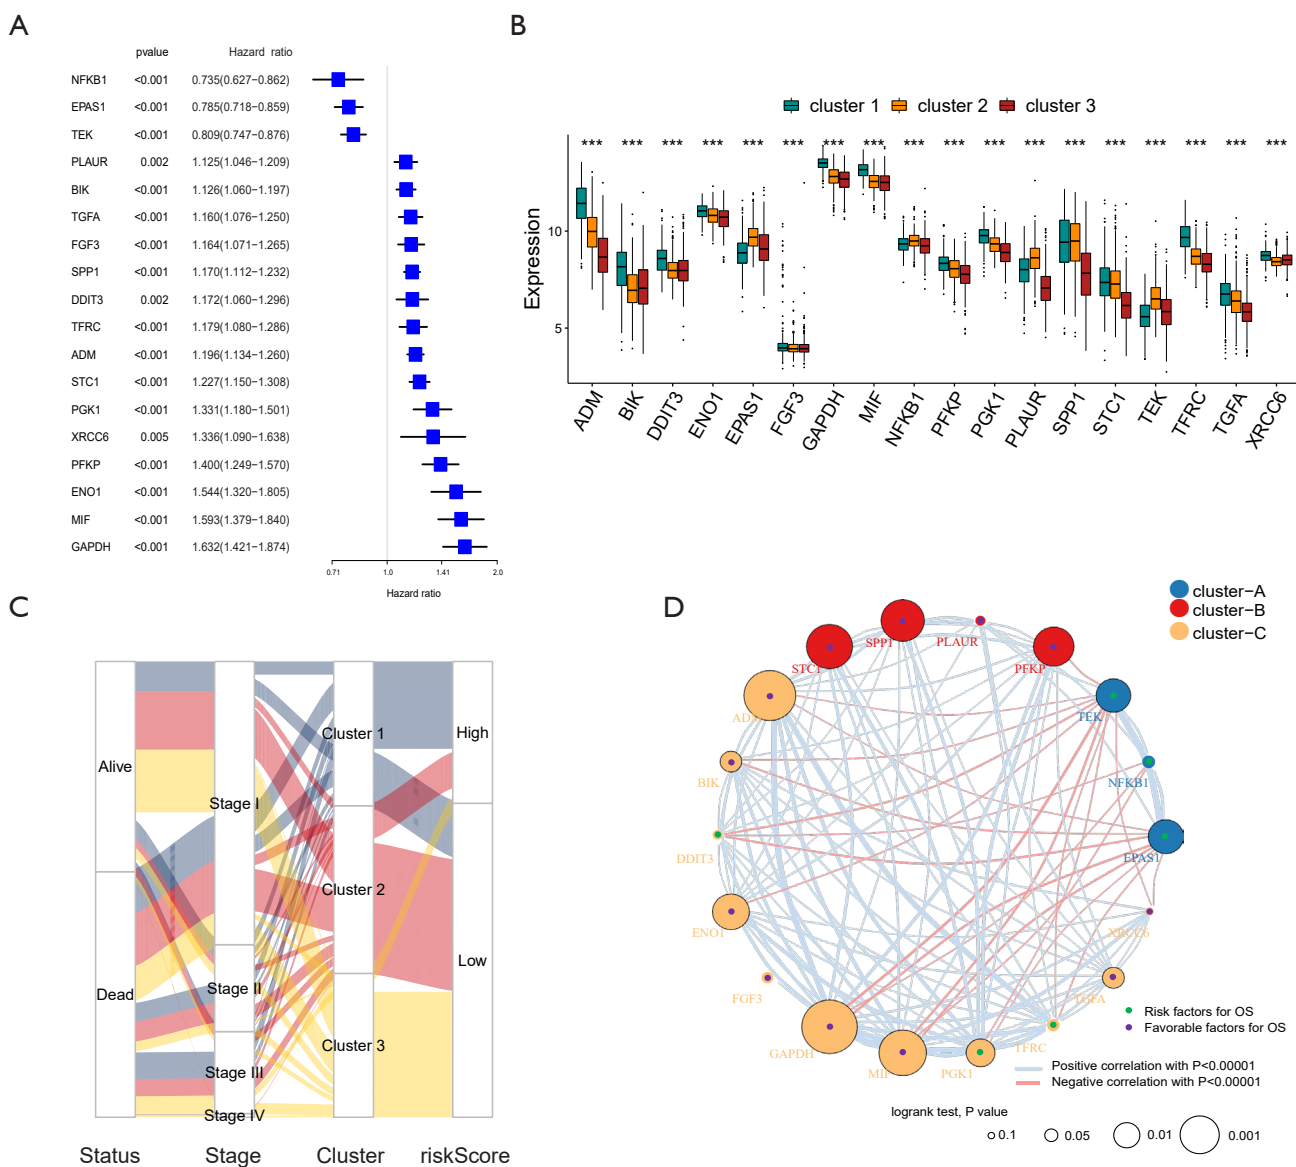 A
pvalue Hazard ratio
NFKB1 <0.001 0.735(0.627−0.862)
EPAS1 <0.001 0.785(0.718−0.859)
TEK <0.001 0.809(0.747−0.876)
PLAUR 0.002 1.125(1.046−1.209)
BIK <0.001 1.126(1.060−1.197)
TGFA <0.001 1.160(1.076−1.250)
FGF3 <0.001 1.164(1.071−1.265)
SPP1 <0.001 1.170(1.112−1.232)
DDIT3 0.002 1.172(1.060−1.296)
TFRC <0.001 1.179(1.080−1.286)
ADM <0.001 1.196(1.134−1.260)
STC1 <0.001 1.227(1.150−1.308)
PGK1 <0.001 1.331(1.180−1.501)
XRCC6 0.005 1.336(1.090−1.638)
PFKP <0.001 1.400(1.249−1.570)
ENO1 <0.001 1.544(1.320−1.805)
MIF <0.001 1.593(1.379−1.840)
GAPDH <0.001 1.632(1.421−1.874)
0.71 1.0 1.41 2.0
Hazard ratio
B
cluster 1 cluster 2 cluster 3
*** *** *** *** *** *** *** *** *** *** *** *** *** *** *** *** *** ***
Expression
10
5
ADM BIK DDIT3 ENO1 EPAS1 FGF3 GAPDH MIF NFKB1 PFKP PGK1 PLAUR SPP1 STC1 TEK TFRC TGFA XRCC6
C
Alive
Dead
Stage I
Stage II
Stage III
Stage IV
Cluster 1
Cluster 2
Cluster 3
High
Low
Status Stage Cluster riskScore
D
cluster−A
cluster−B
cluster−C
SPP1
PLAUR
STC1
PFKP
TEK
BIK
NFKB1
DDIT3
EPAS1
ENO1
XRCC6
FGF3
TGFA
GAPDH
MIF
PGK1
TFRC
Risk factors for OS
Favorable factors for OS
Positive correlation with P<0.00001
Negative correlation with P<0.00001
logrank test, P value
0.1 0.05 0.01 0.001